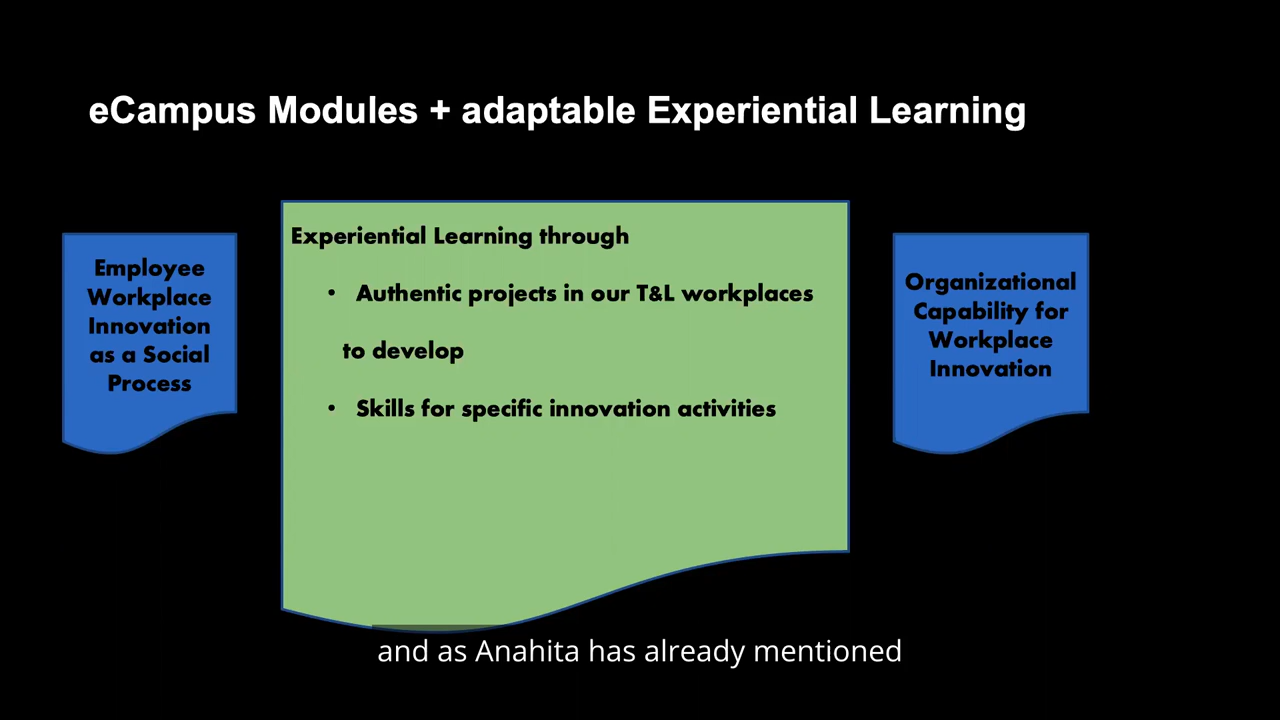 eCampus Modules + adaptable Experiential Learning
Employee
Workplace
Innovation
as a Social
Process
Experiential Learning through
• Authentic projects in our T&L workplaces
to develop
• Skills for specific innovation activities
Organizational
Capability for
Workplace
Innovation
and as Anahita has already mentioned